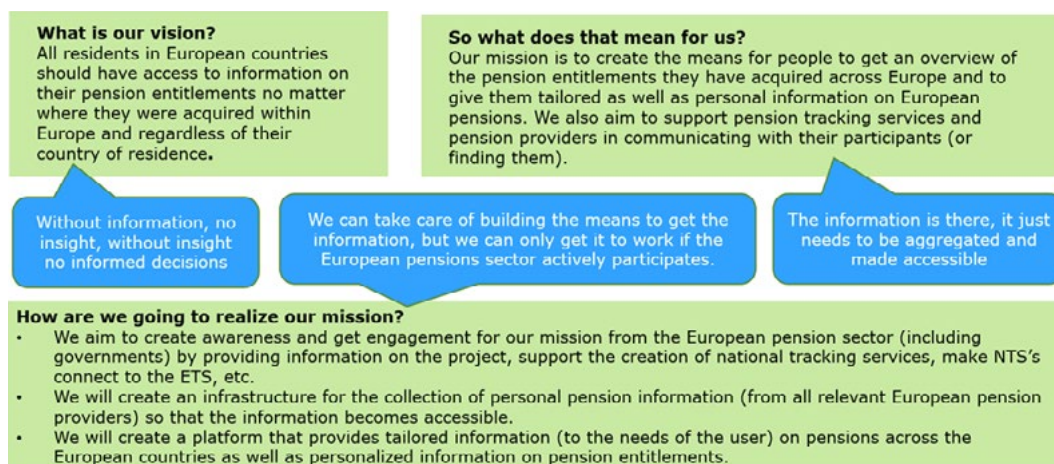 What is our vision?
All residents in European countries
should have access to information on
their pension entitlements no matter
where they were acquired within
Europe and regardless of their
country of residence.
So what does that mean for us?
Our mission is to create the means for people to get an overview of
the pension entitlements they have acquired across Europe and to
give them tailored as well as personal information on European
pensions. We also aim to support pension tracking services and
pension providers in communicating with their participants (or
finding them).
Without information, no
insight, without insight
no informed decisions
We can take care of building the means to get the
information, but we can only get it to work if the
European pensions sector actively participates.
The information is there, it just
needs to be aggregated and
made accessible
How are we going to realize our mission?
• We aim to create awareness and get engagement for our mission from the European pension sector (including
governments) by providing information on the project, support the creation of national tracking services, make NTS's
connect to the ETS, etc.
• We will create an infrastructure for the collection of personal pension information (from all relevant European pension
providers) so that the information becomes accessible.
• We will create a platform that provides tailored information (to the needs of the user) on pensions across the
European countries as well as personalized information on pension entitlements.